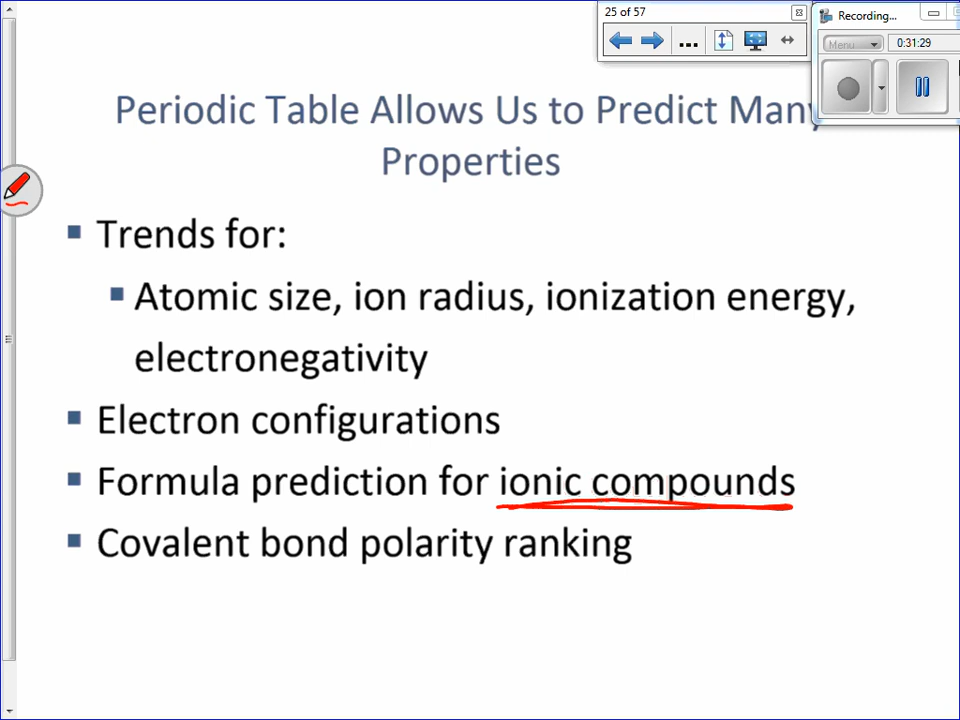 25 of 57
Recording...
Menu
0:31:29
Periodic Table Allows Us to Predict Many
Properties
Trends for:
Atomic size, ion radius, ionization energy,
electronegativity
Electron configurations
Formula prediction for ionic compounds
Covalent bond polarity ranking